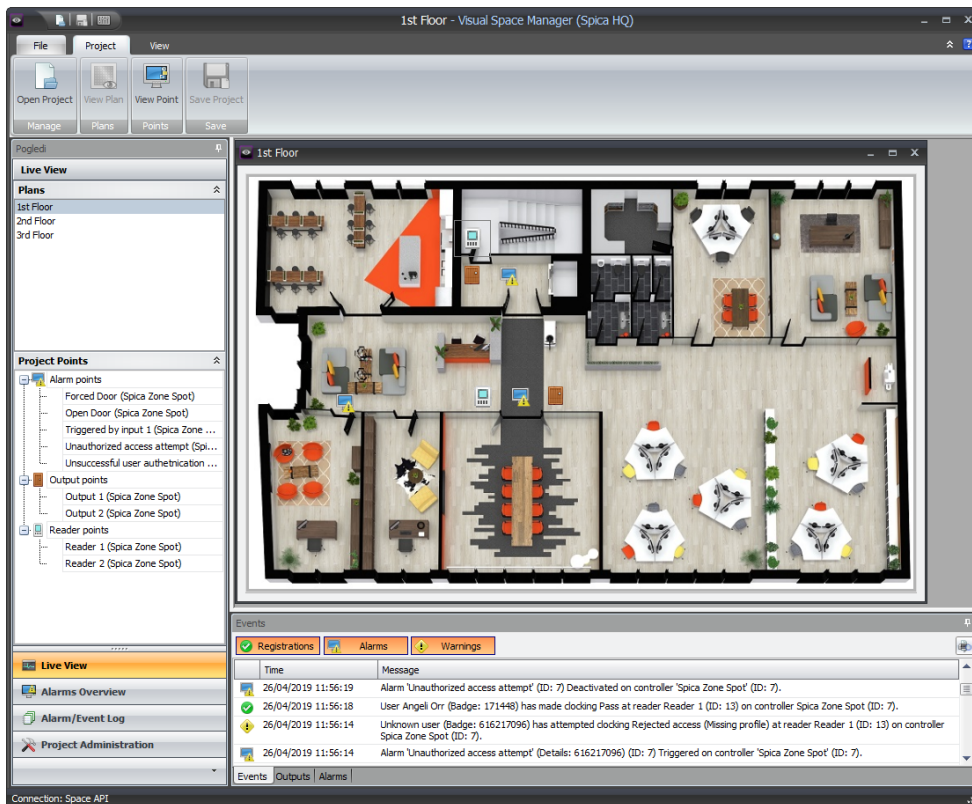 1st Floor - Visual Space Manager (Spica HQ)
File Project View
Open Project View Plan View Point Save Project
Manage Plans Points Save
Pogledi
Live View
Plans
1st Floor
2nd Floor
3rd Floor
Project Points
Alarm points
Forced Door (Spica Zone Spot)
Open Door (Spica Zone Spot)
Triggered by input 1 (Spica Zone ...
Unauthorized access attempt (Spi...
Unsuccessful user authetnication ...
Output points
Output 1 (Spica Zone Spot)
Output 2 (Spica Zone Spot)
Reader points
Reader 1 (Spica Zone Spot)
Reader 2 (Spica Zone Spot)
Live View
Alarms Overview
Alarm/Event Log
Project Administration
1st Floor
Events
Registrations Alarms Warnings
Time Message
26/04/2019 11:56:19 Alarm 'Unauthorized access attempt' (ID: 7) Deactivated on controller 'Spica Zone Spot' (ID: 7).
26/04/2019 11:56:18 User Angeli Orr (Badge: 171448) has made clocking Pass at reader Reader 1 (ID: 13) on controller Spica Zone Spot (ID: 7).
26/04/2019 11:56:14 Unknown user (Badge: 616217096) has attempted clocking Rejected access (Missing profile) at reader Reader 1 (ID: 13) on controller
Spica Zone Spot (ID: 7).
26/04/2019 11:56:14 Alarm 'Unauthorized access attempt' (Details: 616217096) (ID: 7) Triggered on controller 'Spica Zone Spot' (ID: 7).
Events Outputs Alarms
Connection: Space API